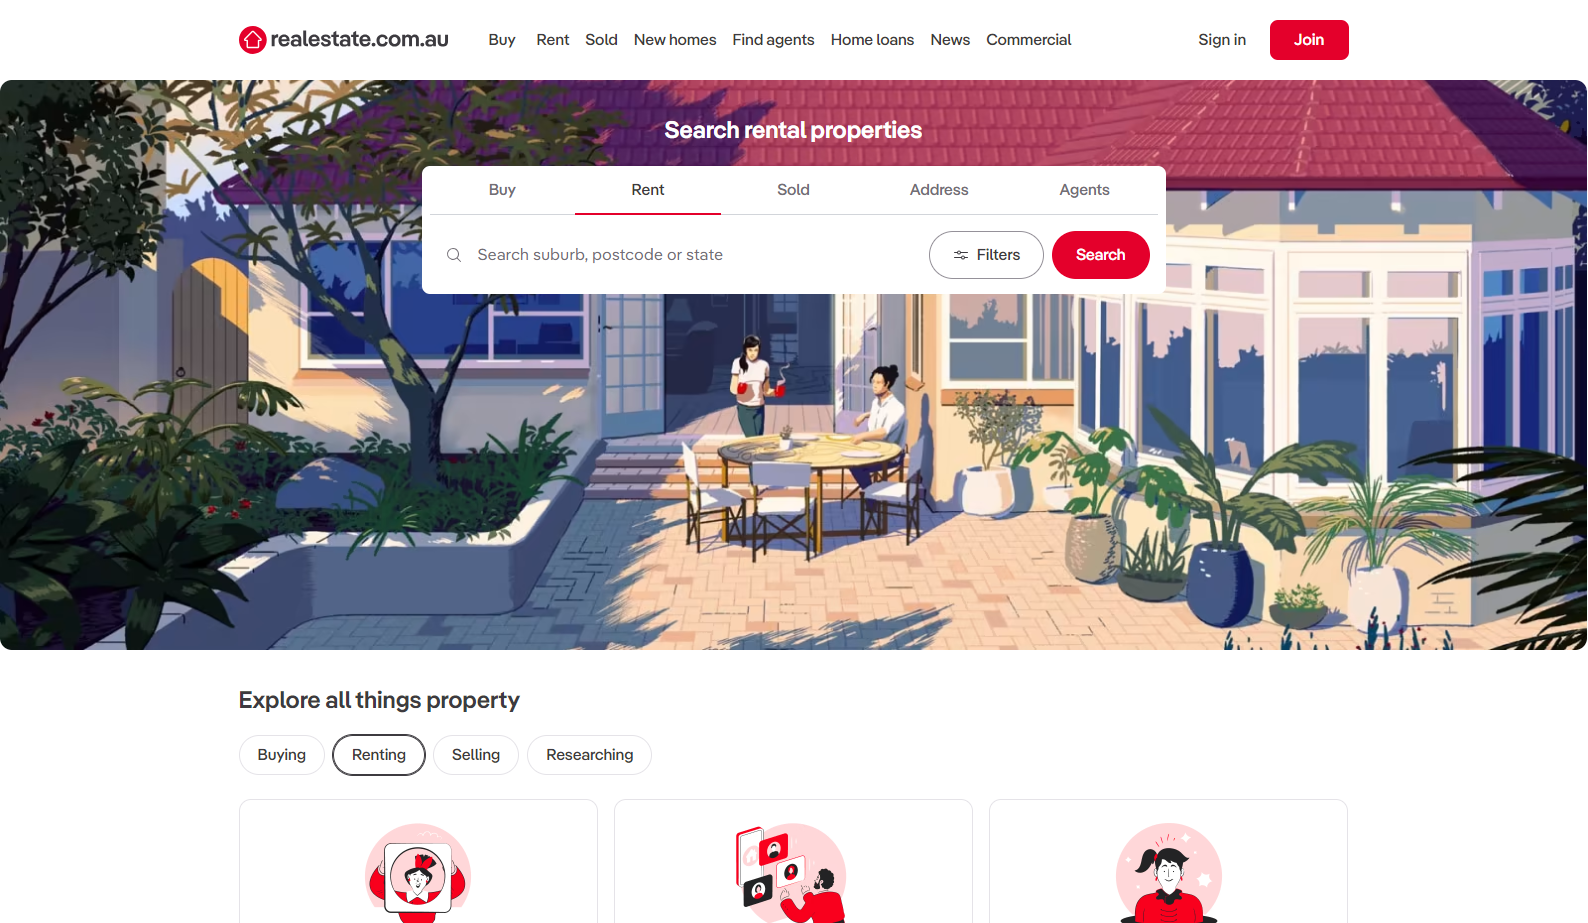 realestate.com.au Buy Rent Sold New homes Find agents Home loans News Commercial Sign in Join
Search rental properties
Buy Rent Sold Address Agents
Search suburb, postcode or state Filters Search
Explore all things property
Buying Renting Selling Researching